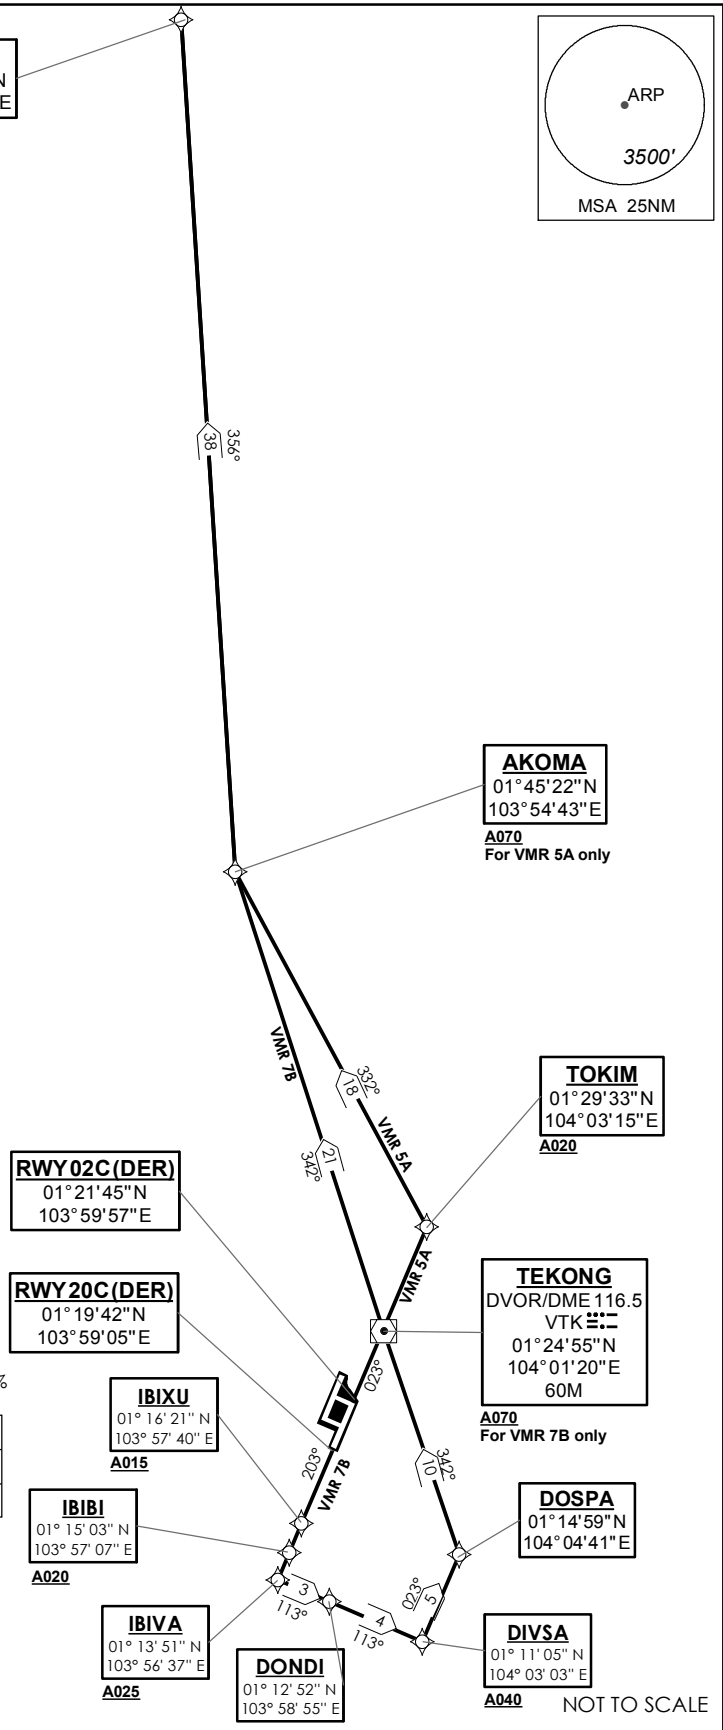 N
E
ARP
3500'
MSA 25NM
38
356°
AKOMA
01°45'22"N
103°54'43"E
A070
For VMR 5A only
VMR 7B
332°
18
VMR 5A
TOKIM
01°29'33"N
104°03'15"E
A020
21
342°
RWY02C(DER)
01°21'45"N
103°59'57"E
VMR 5A
TEKONG
DVOR/DME 116.5
VTK
01°24'55"N
104°01'20"E
60M
A070
For VMR 7B only
RWY20C(DER)
01°19'42"N
103°59'05"E
023°
%
IBIXU
01° 16' 21" N
103° 57' 40" E
A015
203°
VMR 7B
342°
10
IBIBI
01° 15' 03" N
103° 57' 07" E
A020
DOSPA
01°14'59"N
104°04'41"E
023°
5
3
113°
4
113°
IBIVA
01° 13' 51" N
103° 56' 37" E
A025
DONDI
01° 12' 52" N
103° 58' 55" E
DIVSA
01° 11' 05" N
104° 03' 03" E
A040
NOT TO SCALE